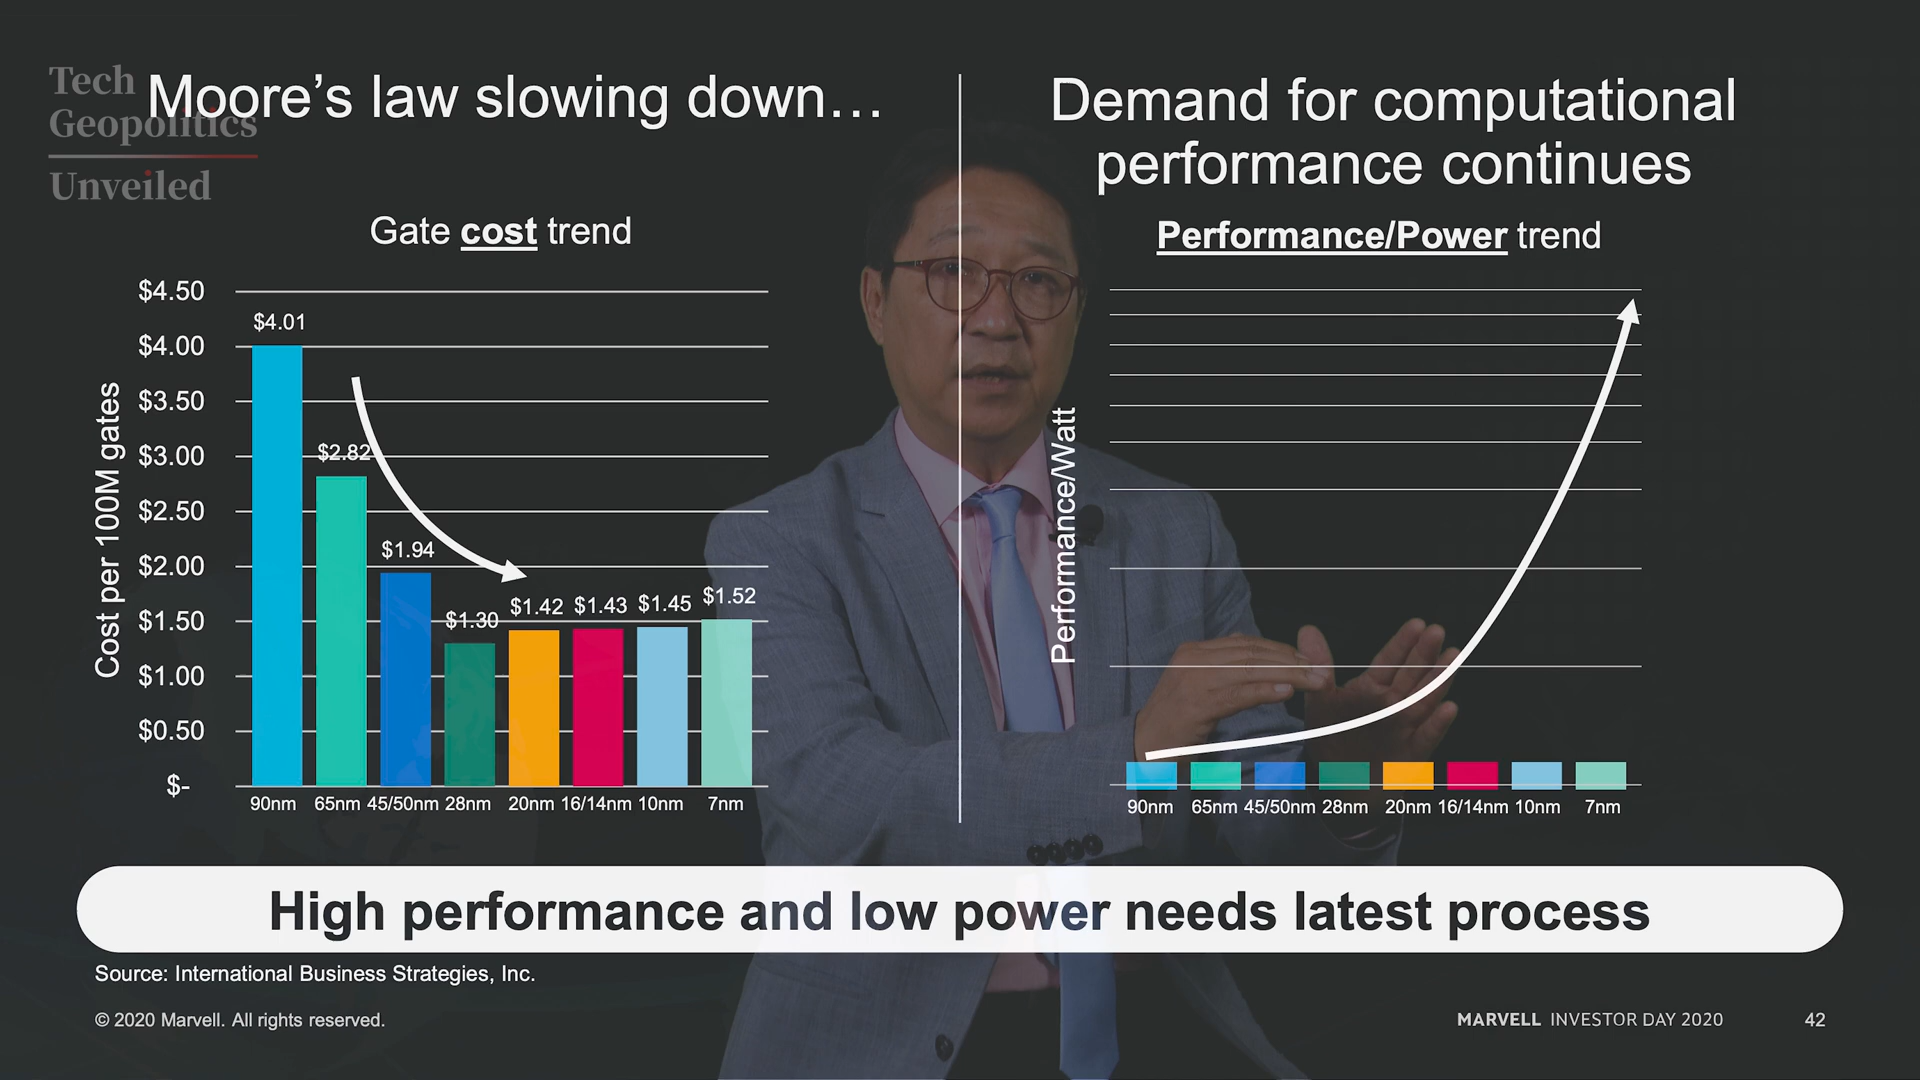 Tech
Geopolitics
Unveiled
Moore’s law slowing down…
Gate cost trend
Cost per 100M gates
$4.50
$4.00
$3.50
$3.00
$2.50
$2.00
$1.50
$1.00
$0.50
$-
$4.01
$2.82
$1.94
$1.30
$1.42
$1.43
$1.45
$1.52
90nm 65nm 45/50nm 28nm 20nm 16/14nm 10nm 7nm
Demand for computational
performance continues
Performance/Power trend
Performance/Watt
90nm 65nm 45/50nm 28nm 20nm 16/14nm 10nm 7nm
High performance and low power needs latest process
Source: International Business Strategies, Inc.
© 2020 Marvell. All rights reserved.
MARVELL INVESTOR DAY 2020 42